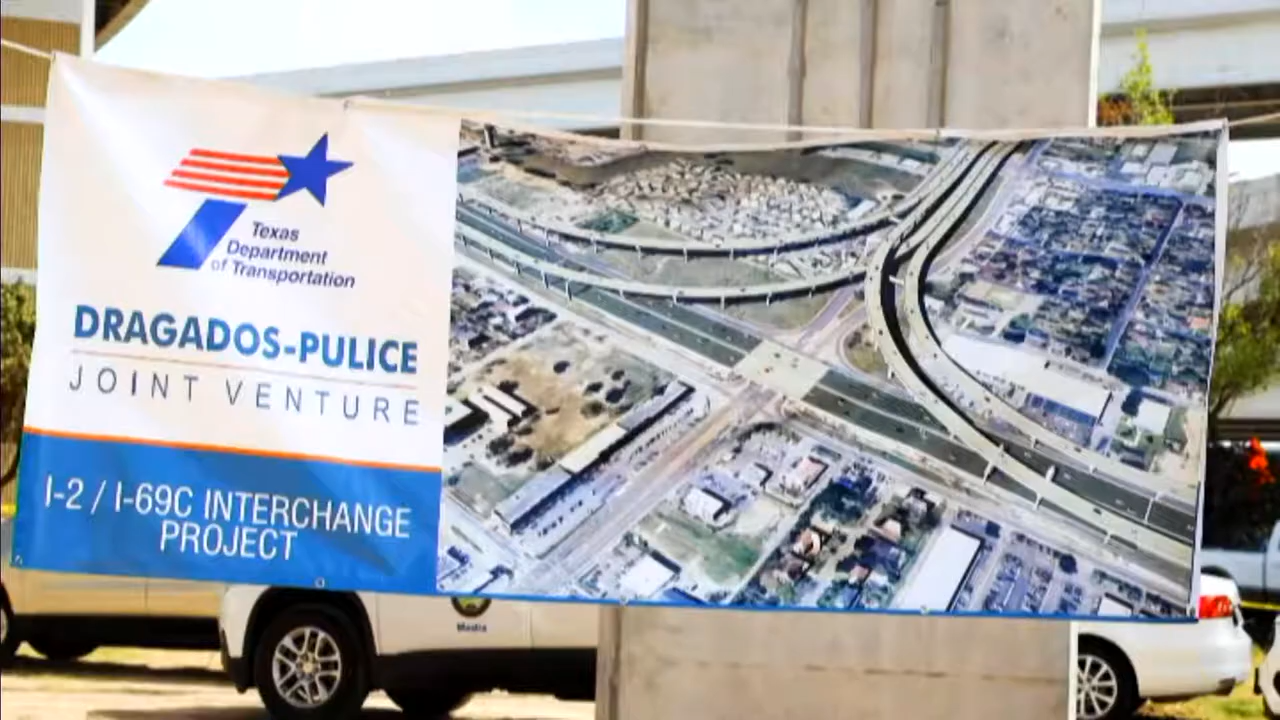 Texas
Department
of Transportation
DRAGADOS-PULICE
JOINT VENTURE
I-2 / I-69C INTERCHANGE
PROJECT
Media